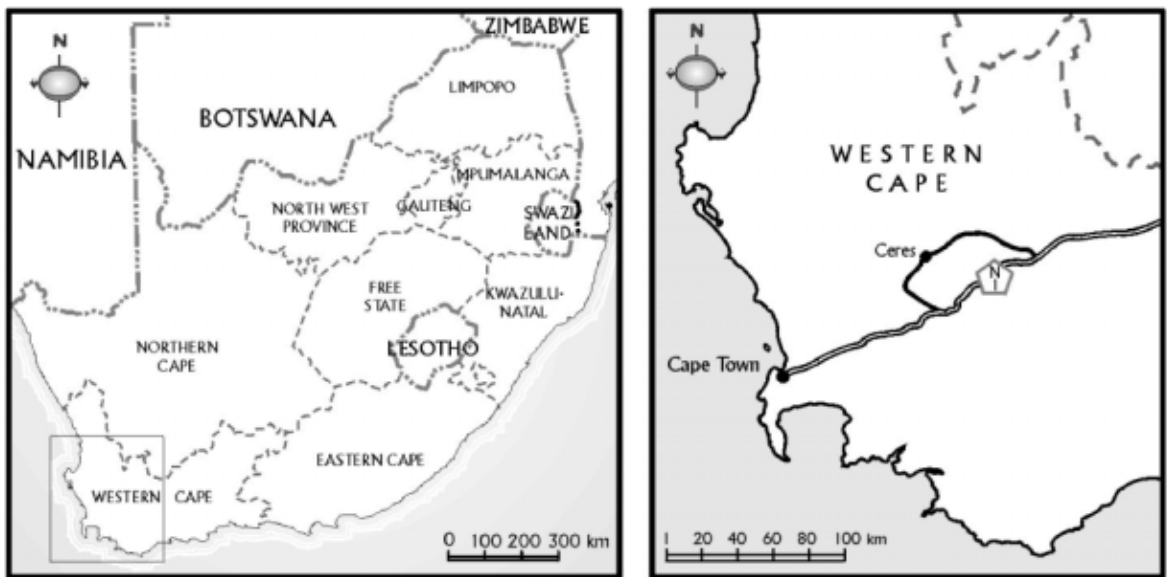 ZIMBABWE
N
LIMPOPO
BOTSWANA
NAMIBIA
MPUMALANGA
NORTH WEST
PROVINCE
GAUTENG
SWAZI
LAND
FREE
STATE
KWAZULU-
NATAL
NORTHERN
CAPE
LESOTHO
EASTERN CAPE
WESTERN CAPE
0 100 200 300 km
N
WESTERN
CAPE
Ceres
N
1
Cape Town
1 20 40 60 80 100 km